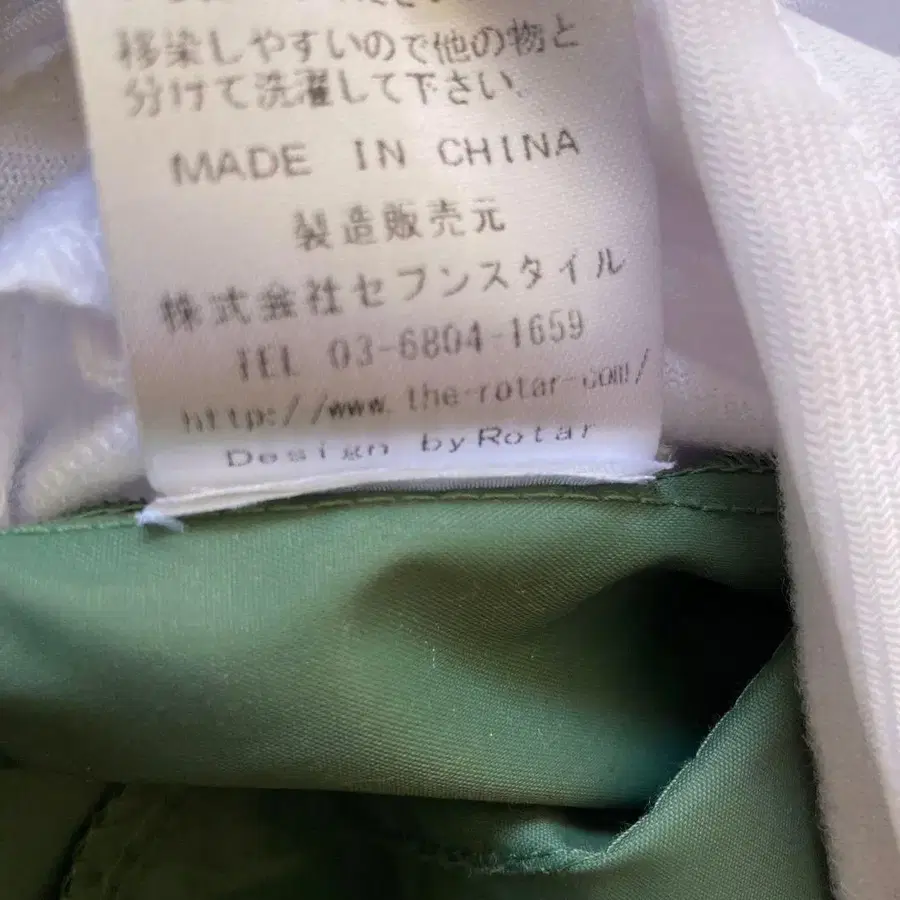 移染しやすいので他の物と
分けて洗濯して下さい.
MADE IN CHINA
製造販売元
株式会社セブンスタイル
TEL 03-6804-1659
http://www.the-rotar-com/
Design by Rotar